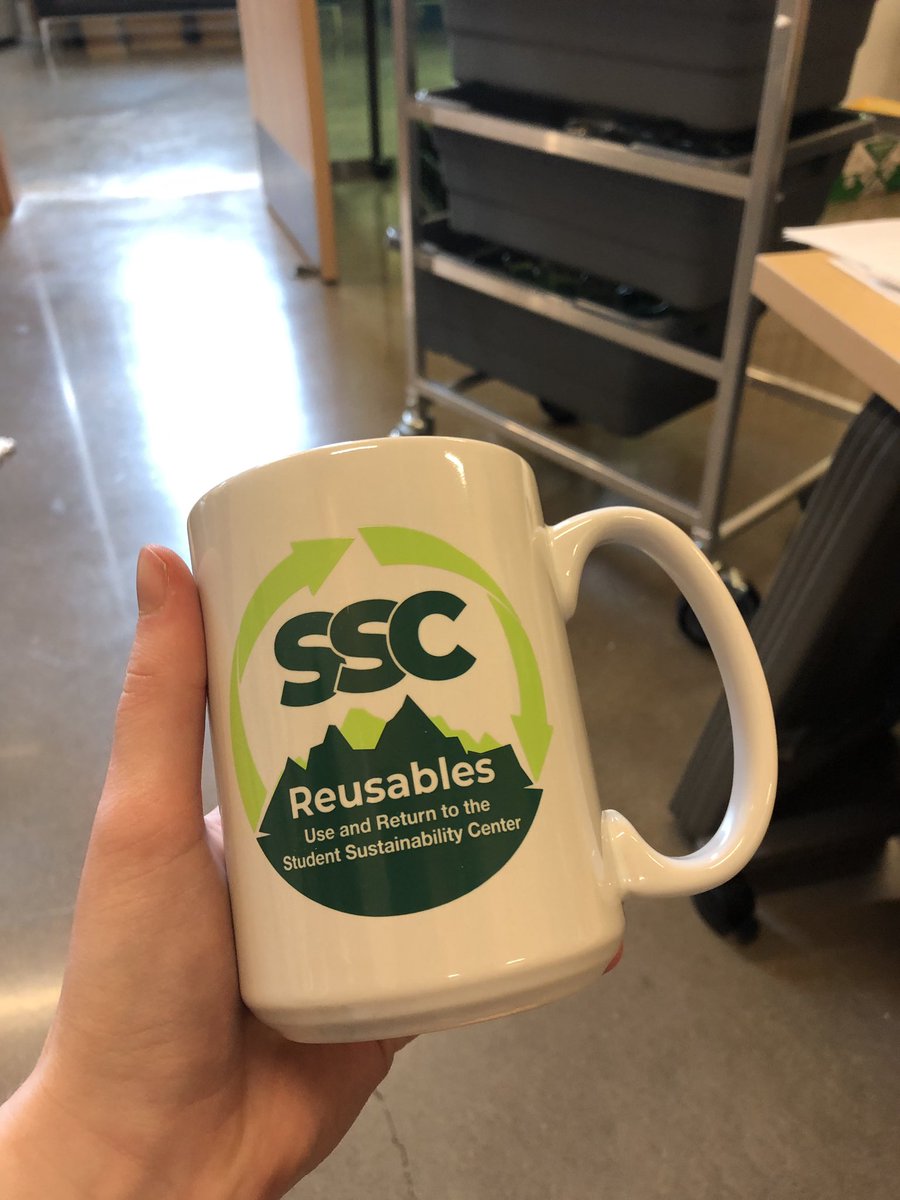 SSC
Reusables
Use and Return to the
Student Sustainability Center